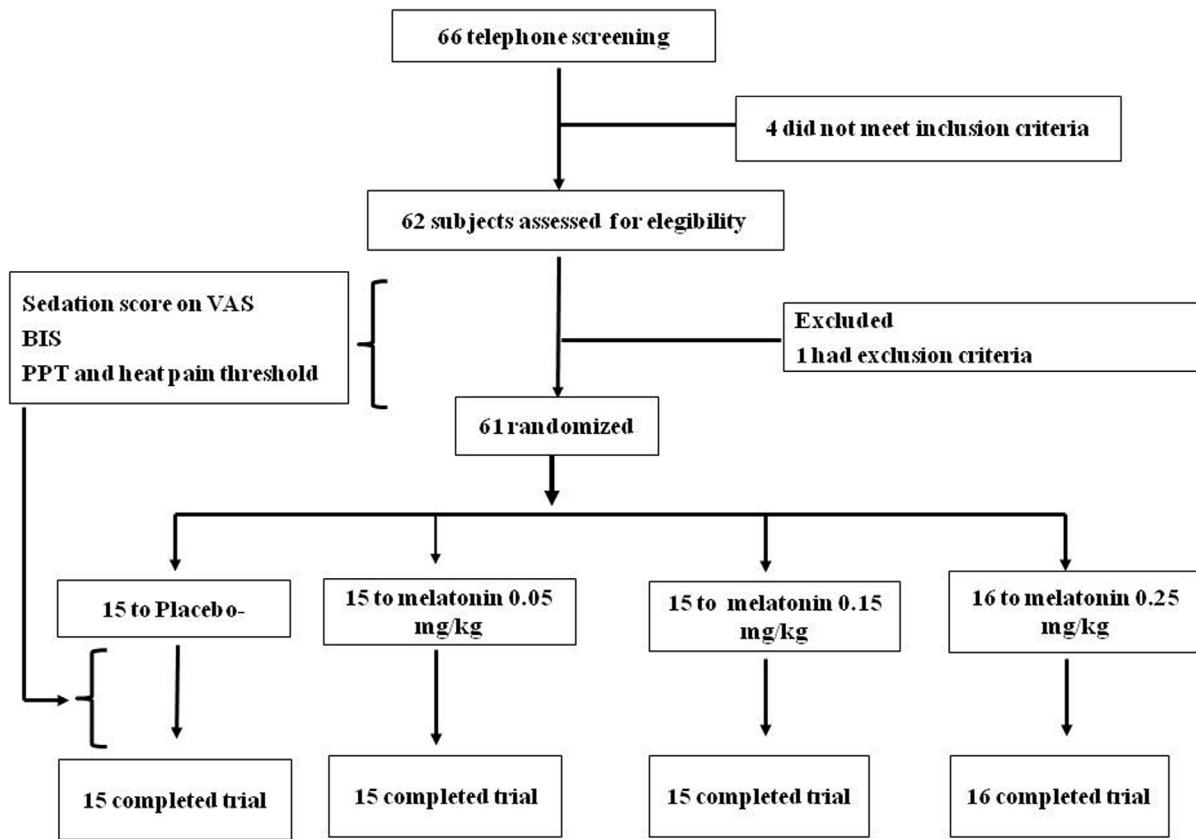 66 telephone screening
4 did not meet inclusion criteria
62 subjects assessed for elegibility
Sedation score on VAS
BIS
PPT and heat pain threshold
Excluded
1 had exclusion criteria
61 randomized
15 to Placebo-
15 to melatonin 0.05
mg/kg
15 to melatonin 0.15
mg/kg
16 to melatonin 0.25
mg/kg
15 completed trial
15 completed trial
15 completed trial
16 completed trial